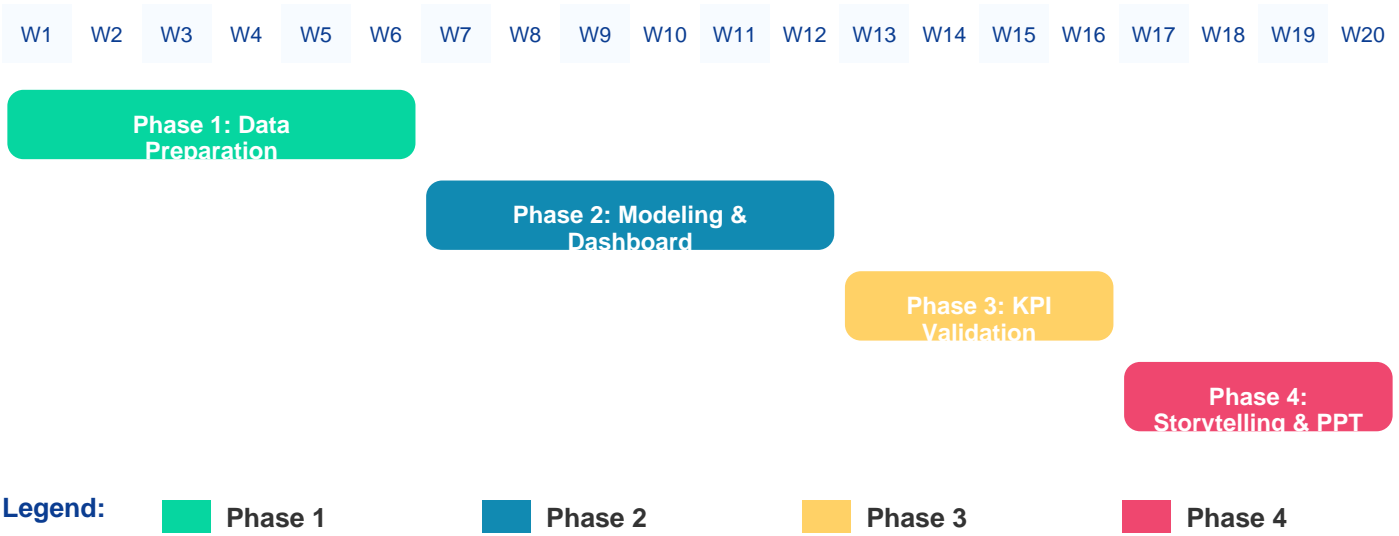 W1 W2 W3 W4 W5 W6 W7 W8 W9 W10 W11 W12 W13 W14 W15 W16 W17 W18 W19 W20
Phase 1: Data
Preparation
Phase 2: Modeling &
Dashboard
Phase 3: KPI
Validation
Phase 4:
Storytelling & PPT
Legend: Phase 1 Phase 2 Phase 3 Phase 4